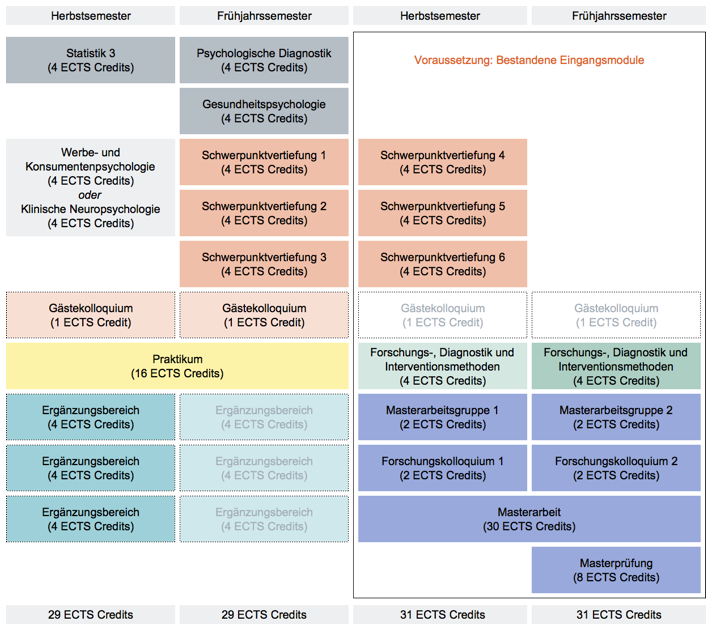 Herbstsemester
Frühjahrssemester
Herbstsemester
Frühjahrssemester
Statistik 3
(4 ECTS Credits)
Psychologische Diagnostik
(4 ECTS Credits)
Voraussetzung: Bestandene Eingangsmodule
Gesundheitspsychologie
(4 ECTS Credits)
Werbe- und
Konsumentenpsychologie
(4 ECTS Credits)
oder
Klinische Neuropsychologie
(4 ECTS Credits)
Schwerpunktvertiefung 1
(4 ECTS Credits)
Schwerpunktvertiefung 4
(4 ECTS Credits)
Schwerpunktvertiefung 2
(4 ECTS Credits)
Schwerpunktvertiefung 5
(4 ECTS Credits)
Schwerpunktvertiefung 3
(4 ECTS Credits)
Schwerpunktvertiefung 6
(4 ECTS Credits)
Gästekolloquium
(1 ECTS Credit)
Gästekolloquium
(1 ECTS Credit)
Gästekolloquium
(1 ECTS Credit)
Gästekolloquium
(1 ECTS Credit)
Praktikum
(16 ECTS Credits)
Forschungs-, Diagnostik und
Interventionsmethoden
(4 ECTS Credits)
Forschungs-, Diagnostik und
Interventionsmethoden
(4 ECTS Credits)
Ergänzungsbereich
(4 ECTS Credits)
Ergänzungsbereich
(4 ECTS Credits)
Masterarbeitsgruppe 1
(2 ECTS Credits)
Masterarbeitsgruppe 2
(2 ECTS Credits)
Ergänzungsbereich
(4 ECTS Credits)
Ergänzungsbereich
(4 ECTS Credits)
Forschungskolloquium 1
(2 ECTS Credits)
Forschungskolloquium 2
(2 ECTS Credits)
Ergänzungsbereich
(4 ECTS Credits)
Ergänzungsbereich
(4 ECTS Credits)
Masterarbeit
(30 ECTS Credits)
Masterprüfung
(8 ECTS Credits)
29 ECTS Credits
29 ECTS Credits
31 ECTS Credits
31 ECTS Credits